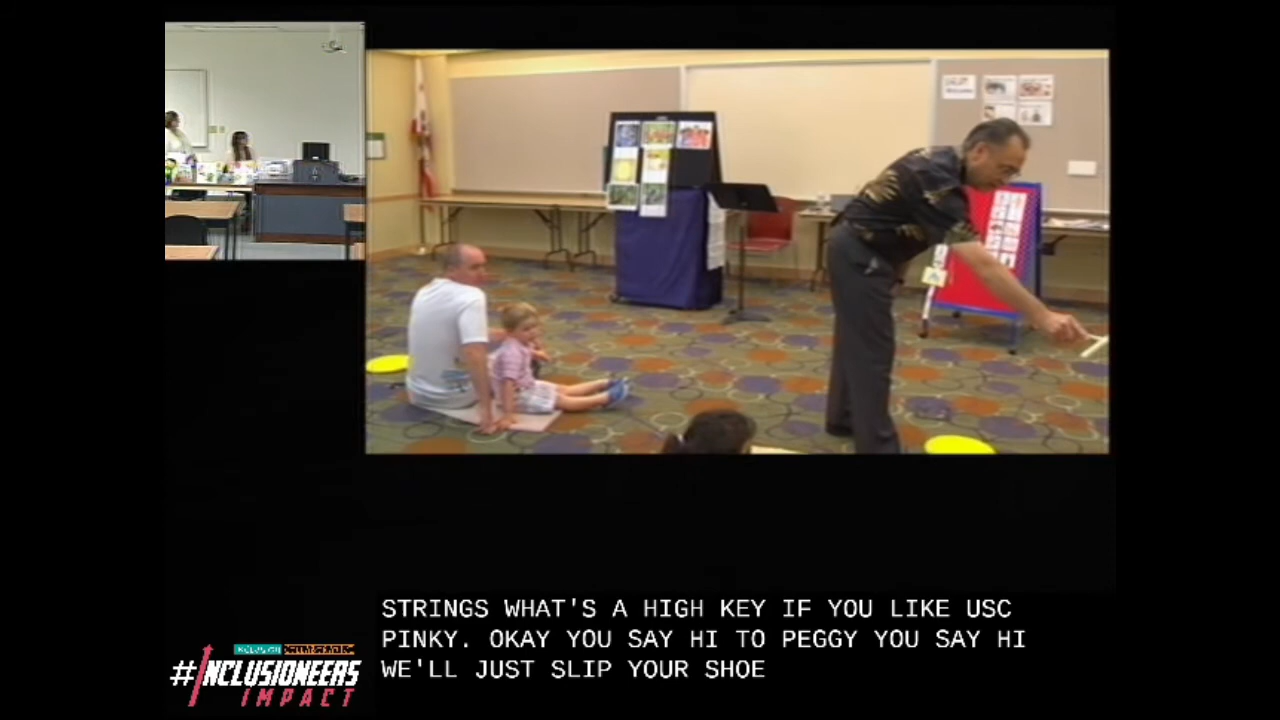 STRINGS WHAT'S A HIGH KEY IF YOU LIKE USC
PINKY. OKAY YOU SAY HI TO PEGGY YOU SAY HI
WE'LL JUST SLIP YOUR SHOE
#INCLUSIONEERS
IMPACT